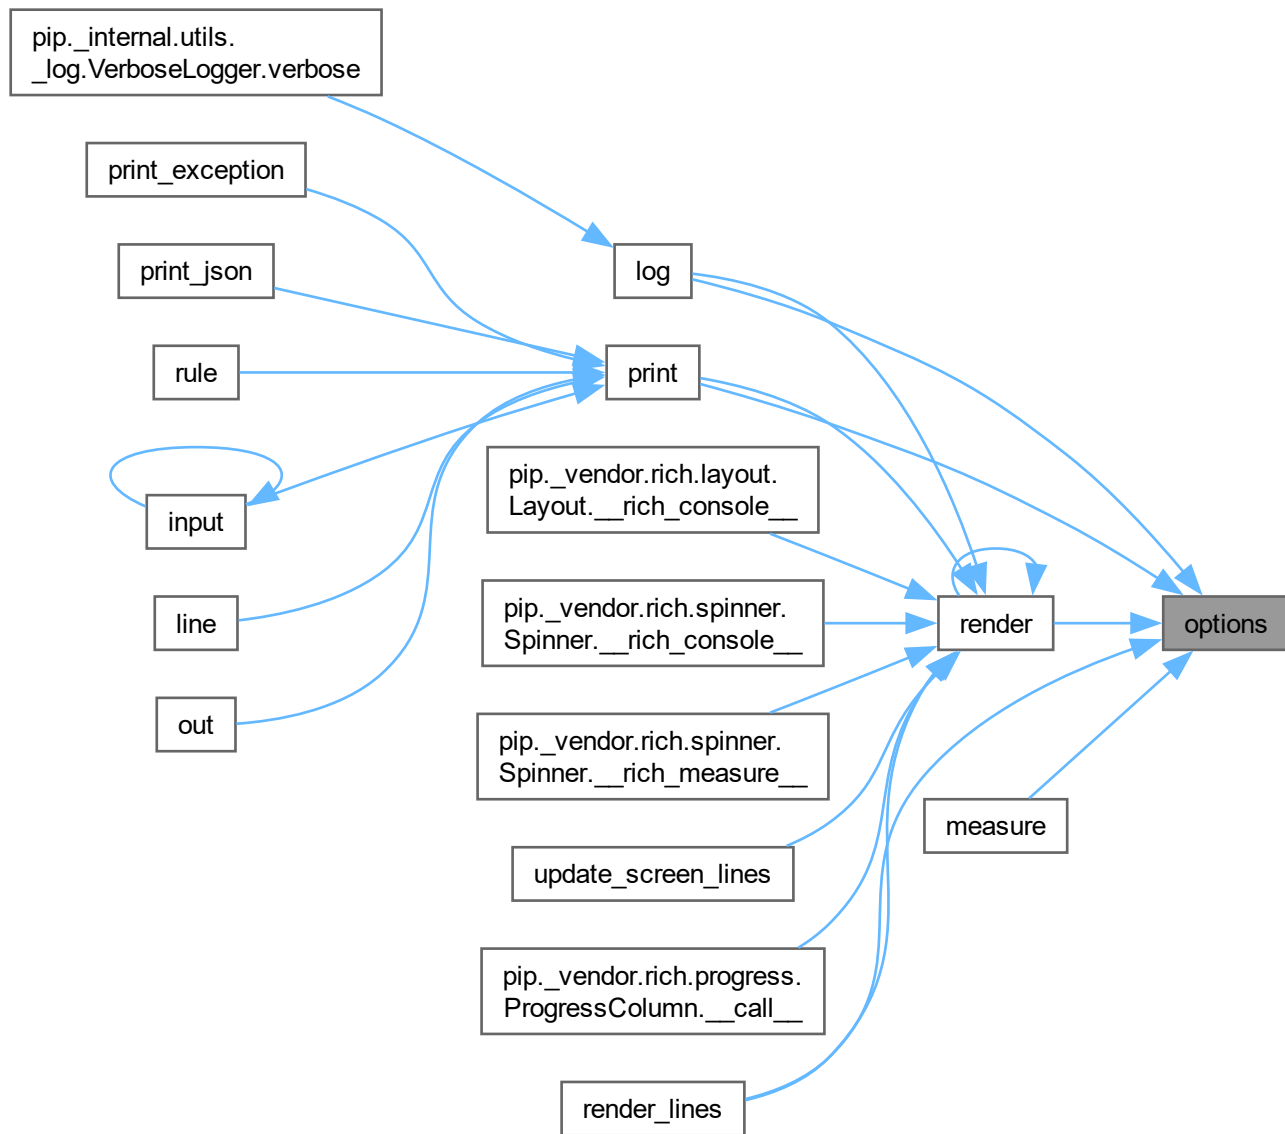 pip._internal.utils.
_log.VerboseLogger.verbose
print_exception
print_json
rule
input
line
out
log
print
pip._vendor.rich.layout.
Layout.__rich_console__
pip._vendor.rich.spinner.
Spinner.__rich_console__
pip._vendor.rich.spinner.
Spinner.__rich_measure__
update_screen_lines
pip._vendor.rich.progress.
ProgressColumn.__call__
render_lines
render
measure
options